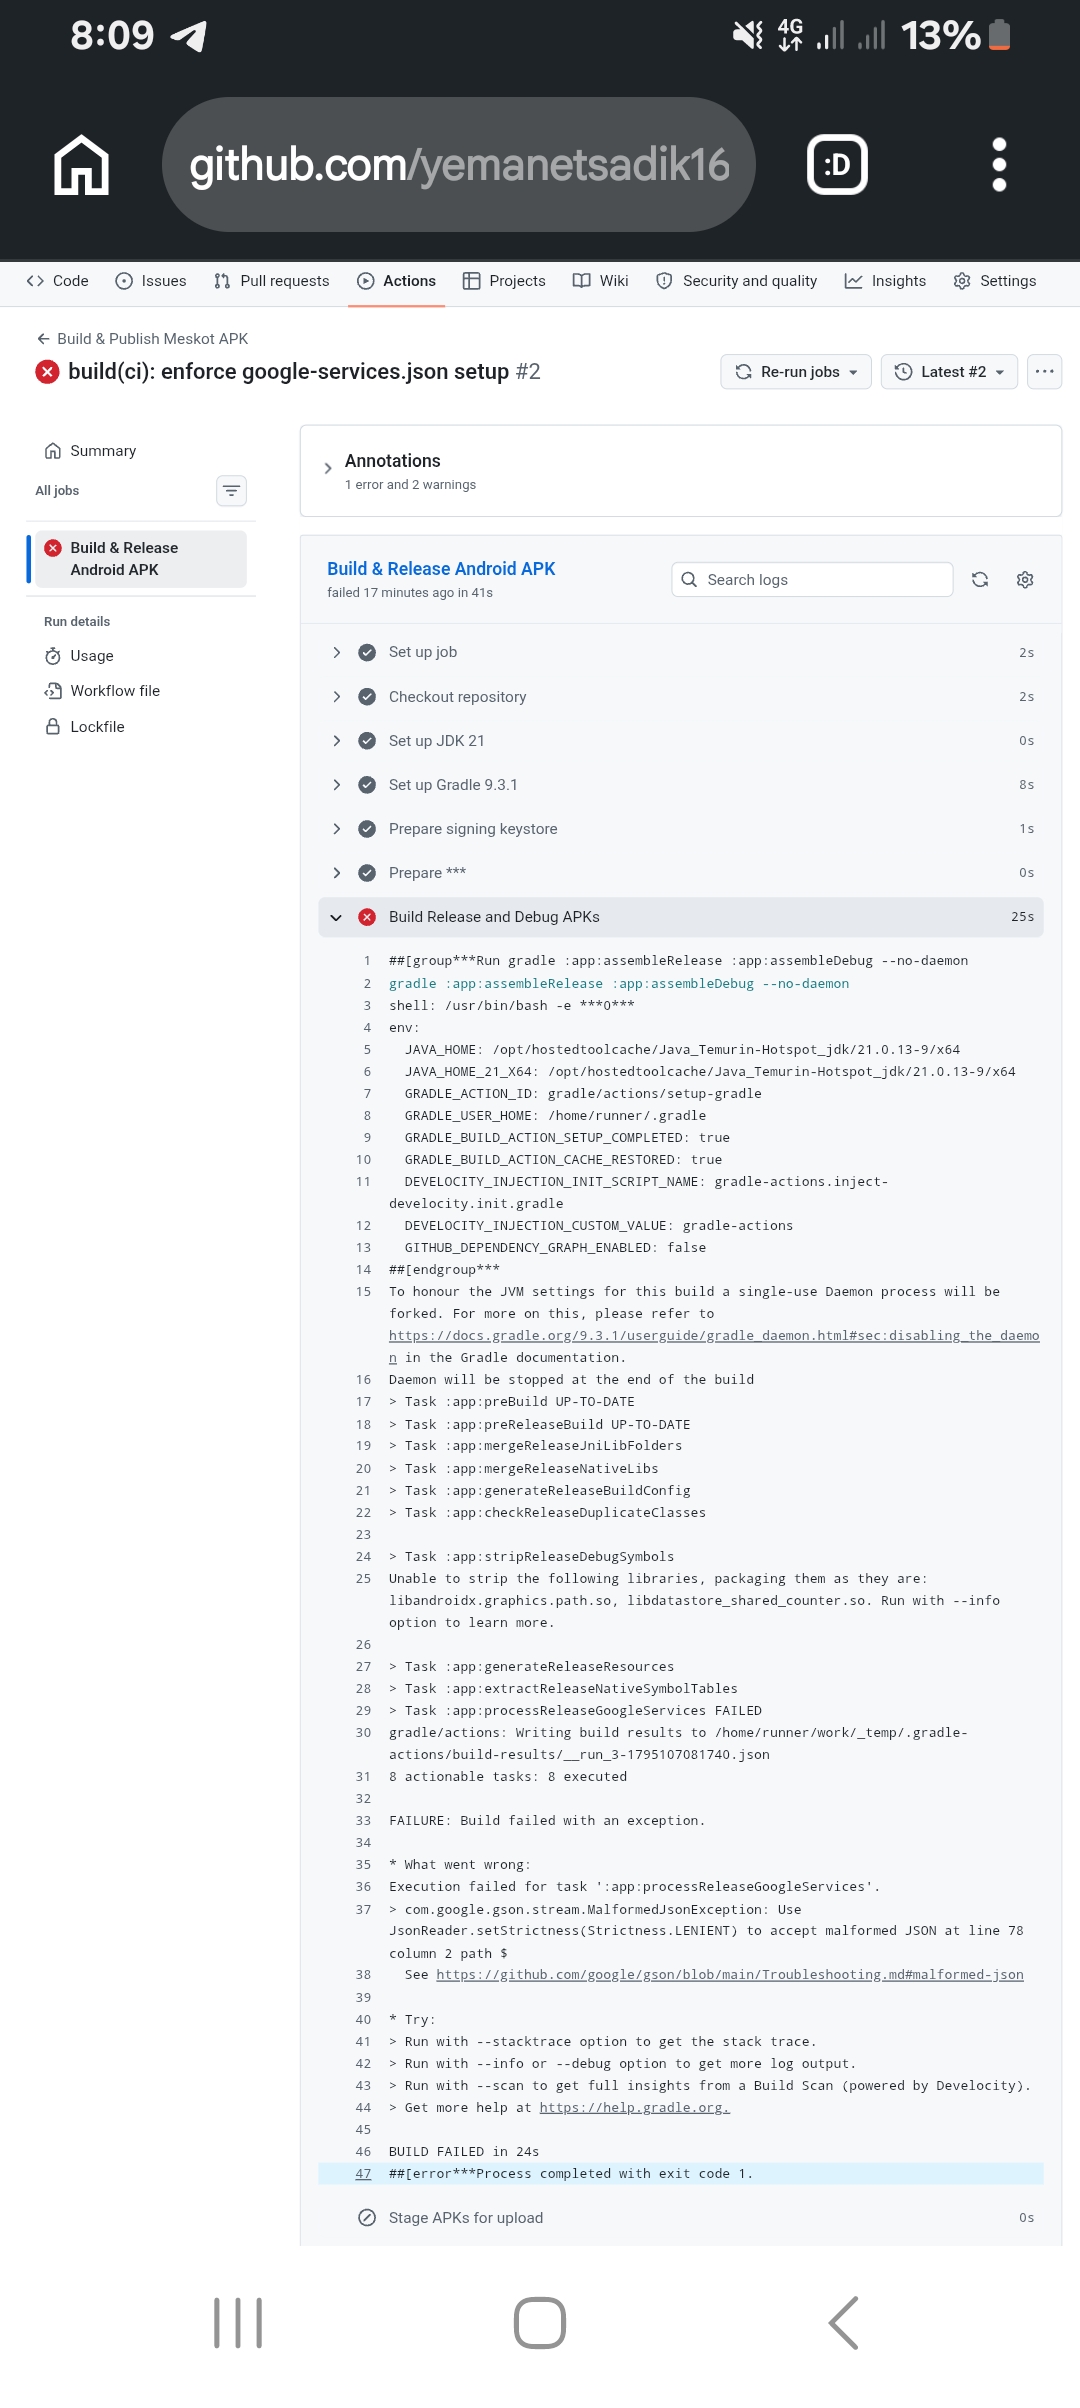 8:09
4G
13%
github.com/yemanetsadik16
:D
Code
Issues
Pull requests
Actions
Projects
Wiki
Security and quality
Insights
Settings
← Build & Publish Meskot APK
build(ci): enforce google-services.json setup #2
Re-run jobs
Latest #2
...
Summary
All jobs
Build & Release
Android APK
Run details
Usage
Workflow file
Lockfile
Annotations
1 error and 2 warnings
Build & Release Android APK
failed 17 minutes ago in 41s
Search logs
Set up job 2s
Checkout repository 2s
Set up JDK 21 0s
Set up Gradle 9.3.1 8s
Prepare signing keystore 1s
Prepare *** 0s
Build Release and Debug APKs 25s
1 ##[group***Run gradle :app:assembleRelease :app:assembleDebug --no-daemon
2 gradle :app:assembleRelease :app:assembleDebug --no-daemon
3 shell: /usr/bin/bash -e ***0***
4 env:
5 JAVA_HOME: /opt/hostedtoolcache/Java_Temurin-Hotspot_jdk/21.0.13-9/x64
6 JAVA_HOME_21_X64: /opt/hostedtoolcache/Java_Temurin-Hotspot_jdk/21.0.13-9/x64
7 GRADLE_ACTION_ID: gradle/actions/setup-gradle
8 GRADLE_USER_HOME: /home/runner/.gradle
9 GRADLE_BUILD_ACTION_SETUP_COMPLETED: true
10 GRADLE_BUILD_ACTION_CACHE_RESTORED: true
11 DEVELOCITY_INJECTION_INIT_SCRIPT_NAME: gradle-actions.inject-
develocity.init.gradle
12 DEVELOCITY_INJECTION_CUSTOM_VALUE: gradle-actions
13 GITHUB_DEPENDENCY_GRAPH_ENABLED: false
14 ##[endgroup***
15 To honour the JVM settings for this build a single-use Daemon process will be
forked. For more on this, please refer to
https://docs.gradle.org/9.3.1/userguide/gradle_daemon.html#sec:disabling_the_daemo
n in the Gradle documentation.
16 Daemon will be stopped at the end of the build
17 > Task :app:preBuild UP-TO-DATE
18 > Task :app:preReleaseBuild UP-TO-DATE
19 > Task :app:mergeReleaseJniLibFolders
20 > Task :app:mergeReleaseNativeLibs
21 > Task :app:generateReleaseBuildConfig
22 > Task :app:checkReleaseDuplicateClasses
23
24 > Task :app:stripReleaseDebugSymbols
25 Unable to strip the following libraries, packaging them as they are:
libandroidx.graphics.path.so, libdatastore_shared_counter.so. Run with --info
option to learn more.
26
27 > Task :app:generateReleaseResources
28 > Task :app:extractReleaseNativeSymbolTables
29 > Task :app:processReleaseGoogleServices FAILED
30 gradle/actions: Writing build results to /home/runner/work/_temp/.gradle-
actions/build-results/__run_3-1795107081740.json
31 8 actionable tasks: 8 executed
32
33 FAILURE: Build failed with an exception.
34
35 * What went wrong:
36 Execution failed for task ':app:processReleaseGoogleServices'.
37 > com.google.gson.stream.MalformedJsonException: Use
JsonReader.setStrictness(Strictness.LENIENT) to accept malformed JSON at line 78
column 2 path $
38 See https://github.com/google/gson/blob/main/Troubleshooting.md#malformed-json
39
40 * Try:
41 > Run with --stacktrace option to get the stack trace.
42 > Run with --info or --debug option to get more log output.
43 > Run with --scan to get full insights from a Build Scan (powered by Develocity).
44 > Get more help at https://help.gradle.org.
45
46 BUILD FAILED in 24s
47 ##[error***Process completed with exit code 1.
Stage APKs for upload 0s